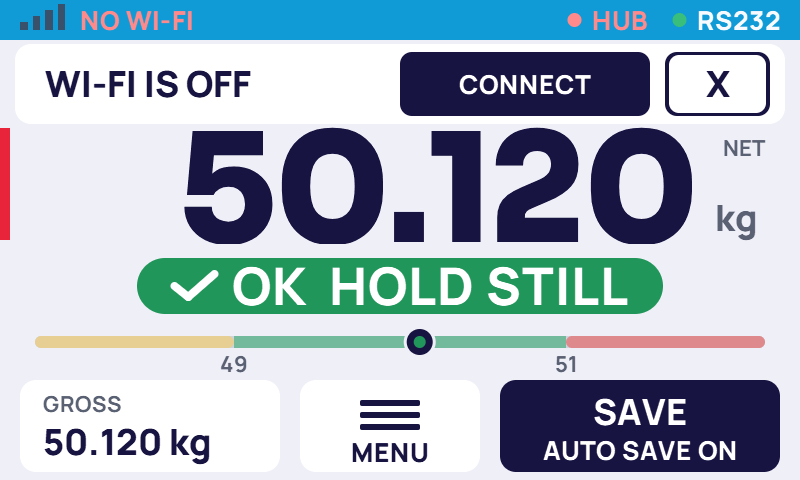 NO WI-FI
HUB
RS232
WI-FI IS OFF
CONNECT
X
50.120
NET
kg
OK HOLD STILL
49
51
GROSS
50.120 kg
MENU
SAVE
AUTO SAVE ON